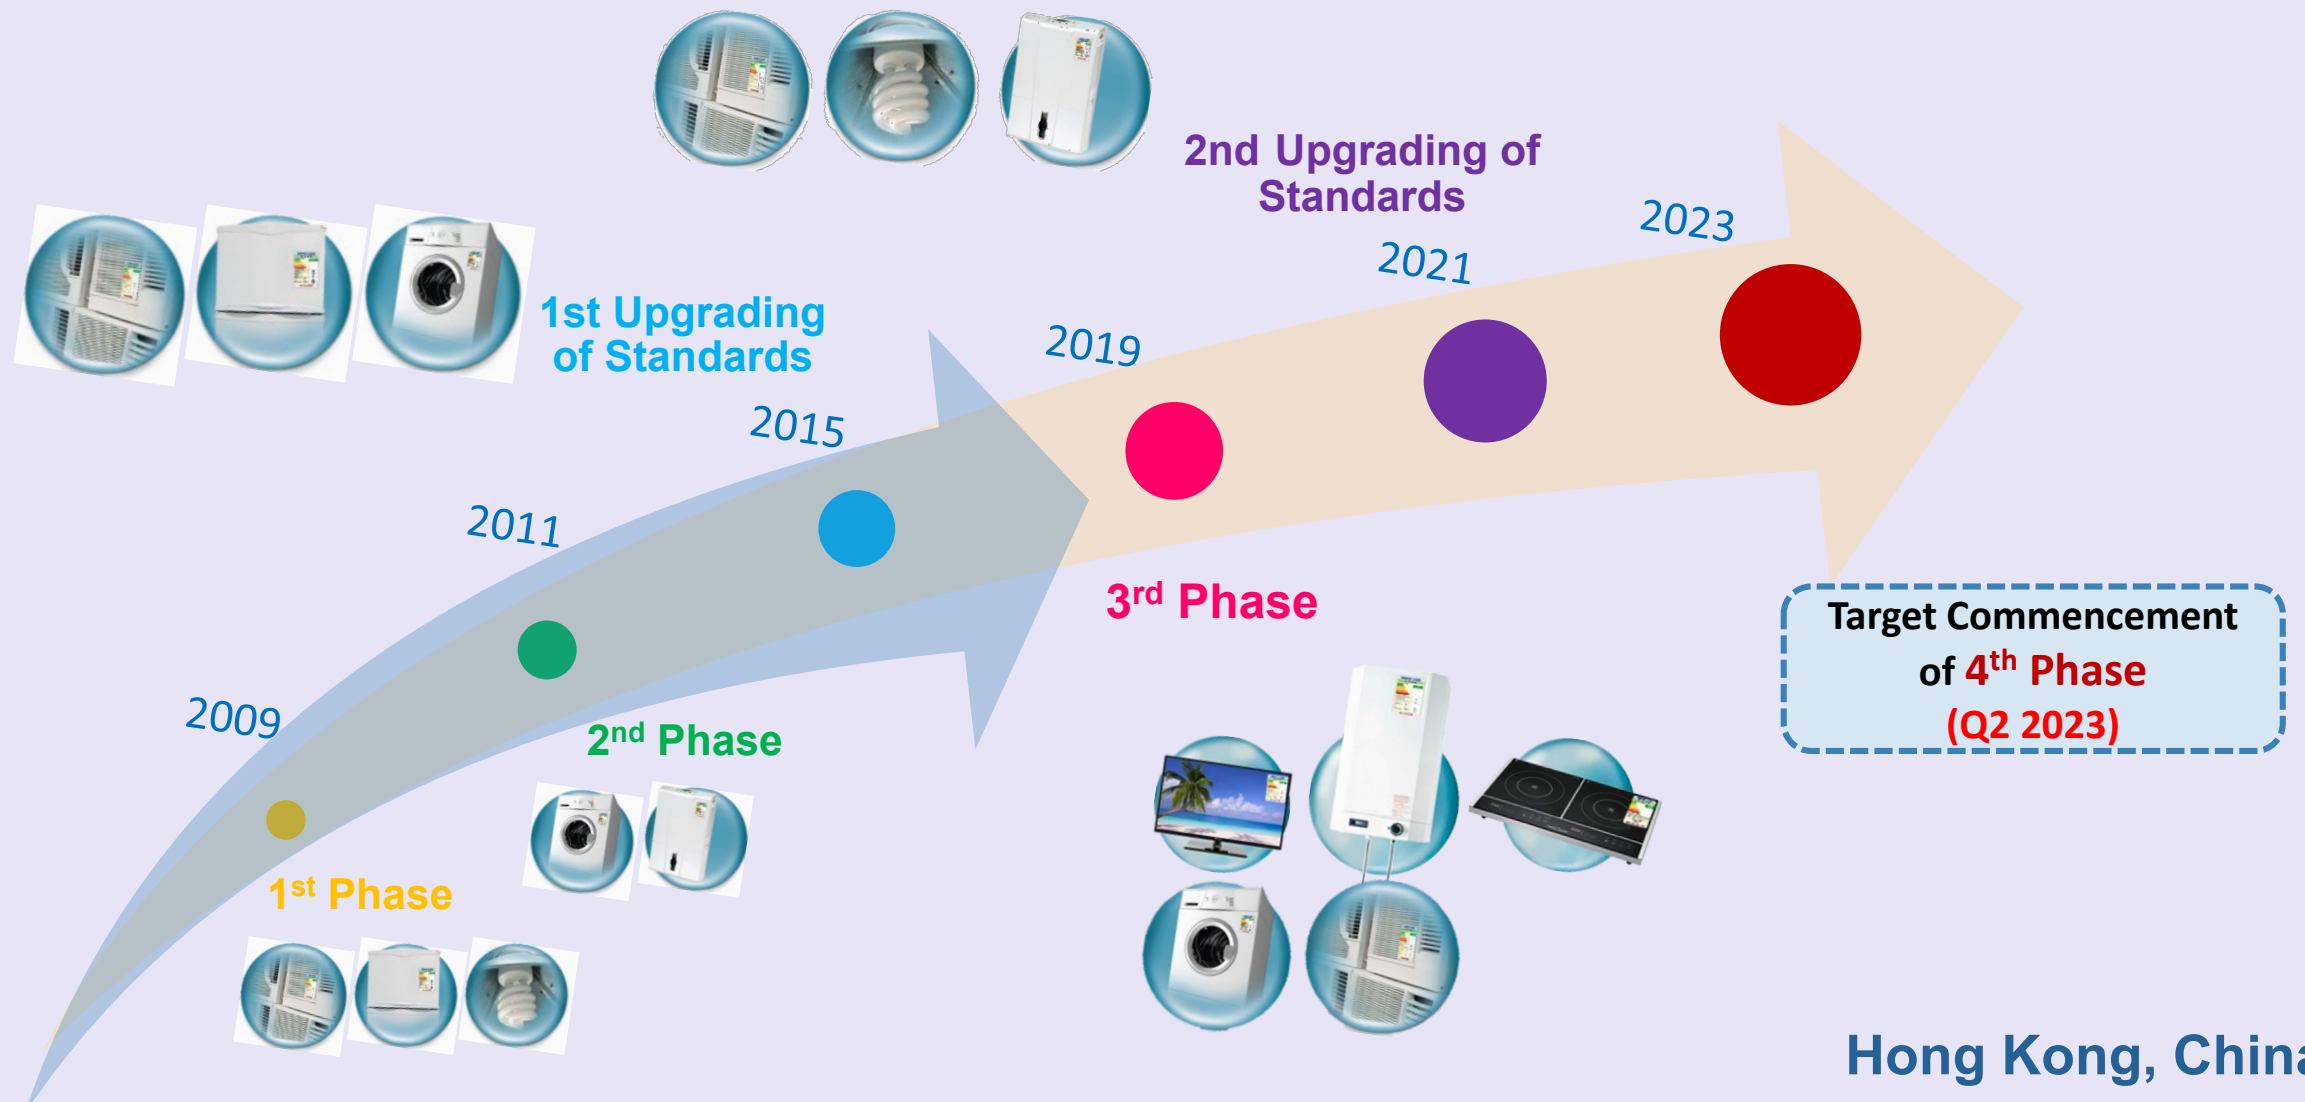 2nd Upgrading of
Standards
2023
2021
1st Upgrading
of Standards
2019
2015
2011
3rd Phase
Target Commencement
of 4th Phase
(Q2 2023)
2009
2nd Phase
1st Phase
Hong Kong, China